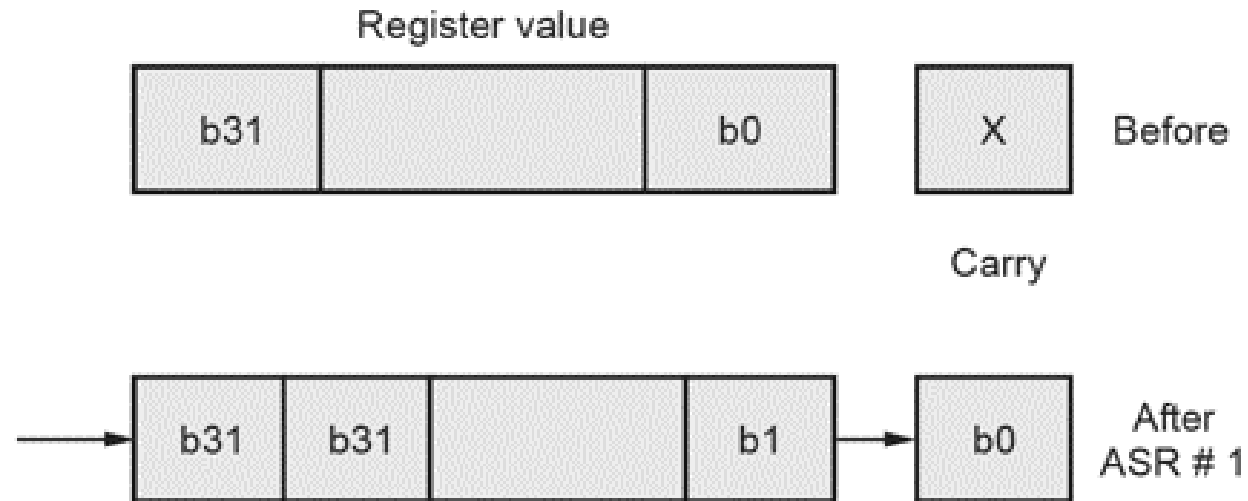 Register value
b31 b0 X Before
Carry
b31 b31 b1 b0 After
ASR # 1